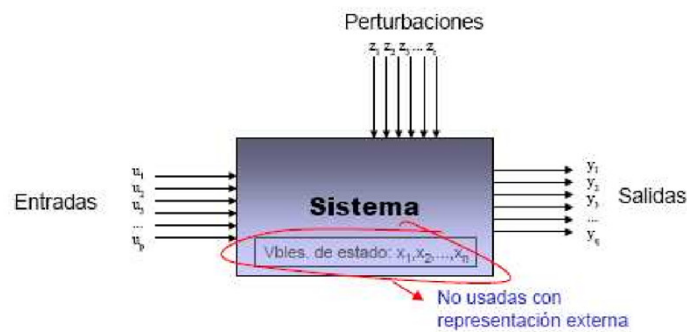 Perturbaciones
z₁ z₂ z₃ ... zᵣ
Entradas
u₁
u₂
u₃
...
uₚ
Sistema
Vbles. de estado: x₁,x₂,...,xₙ
y₁
y₂
y₃
...
y_q
Salidas
No usadas con
representación externa